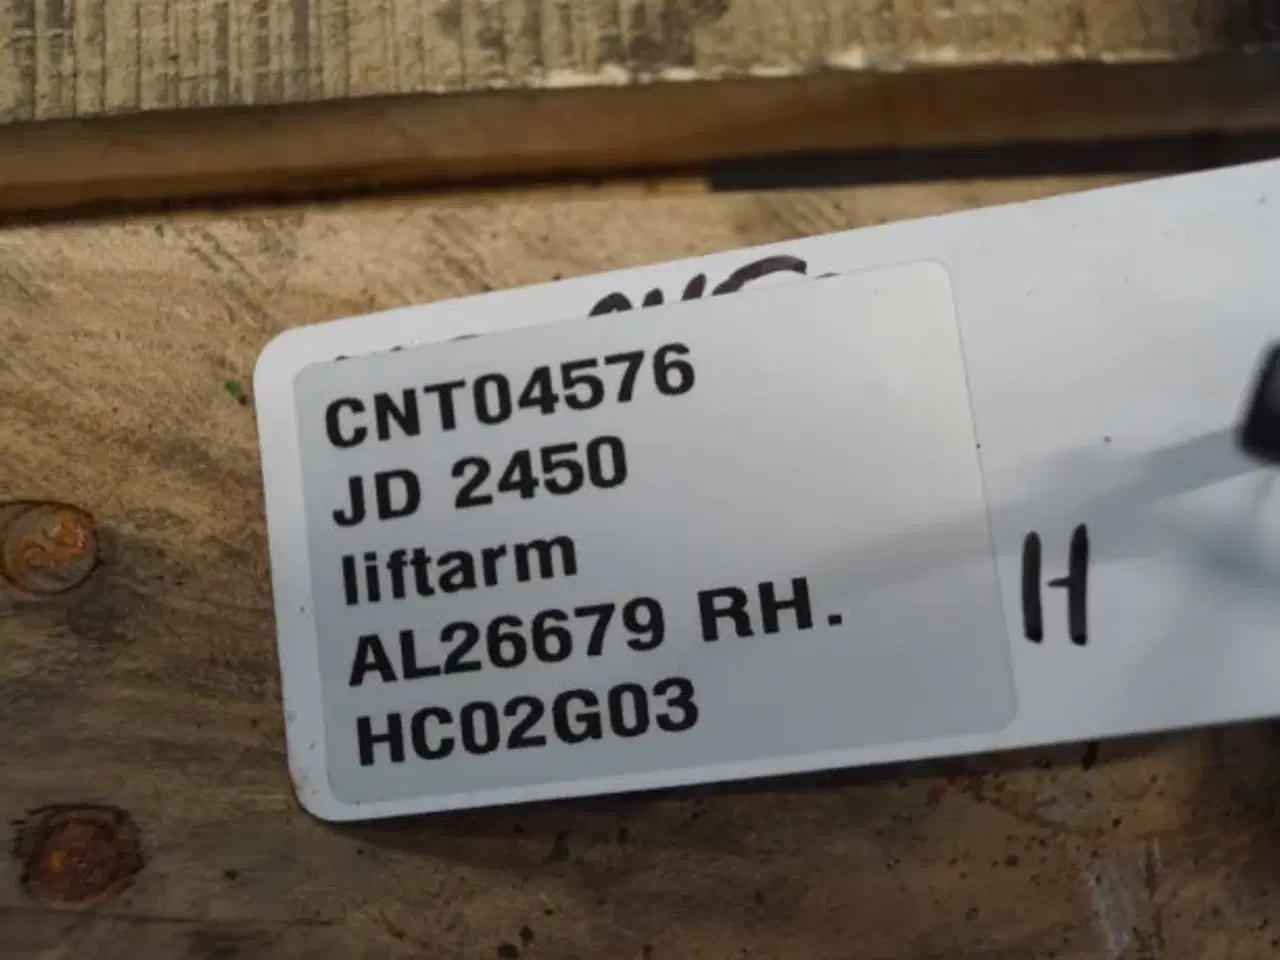 CNT04576
JD 2450
liftarm
AL26679 RH.
HC02G03
H